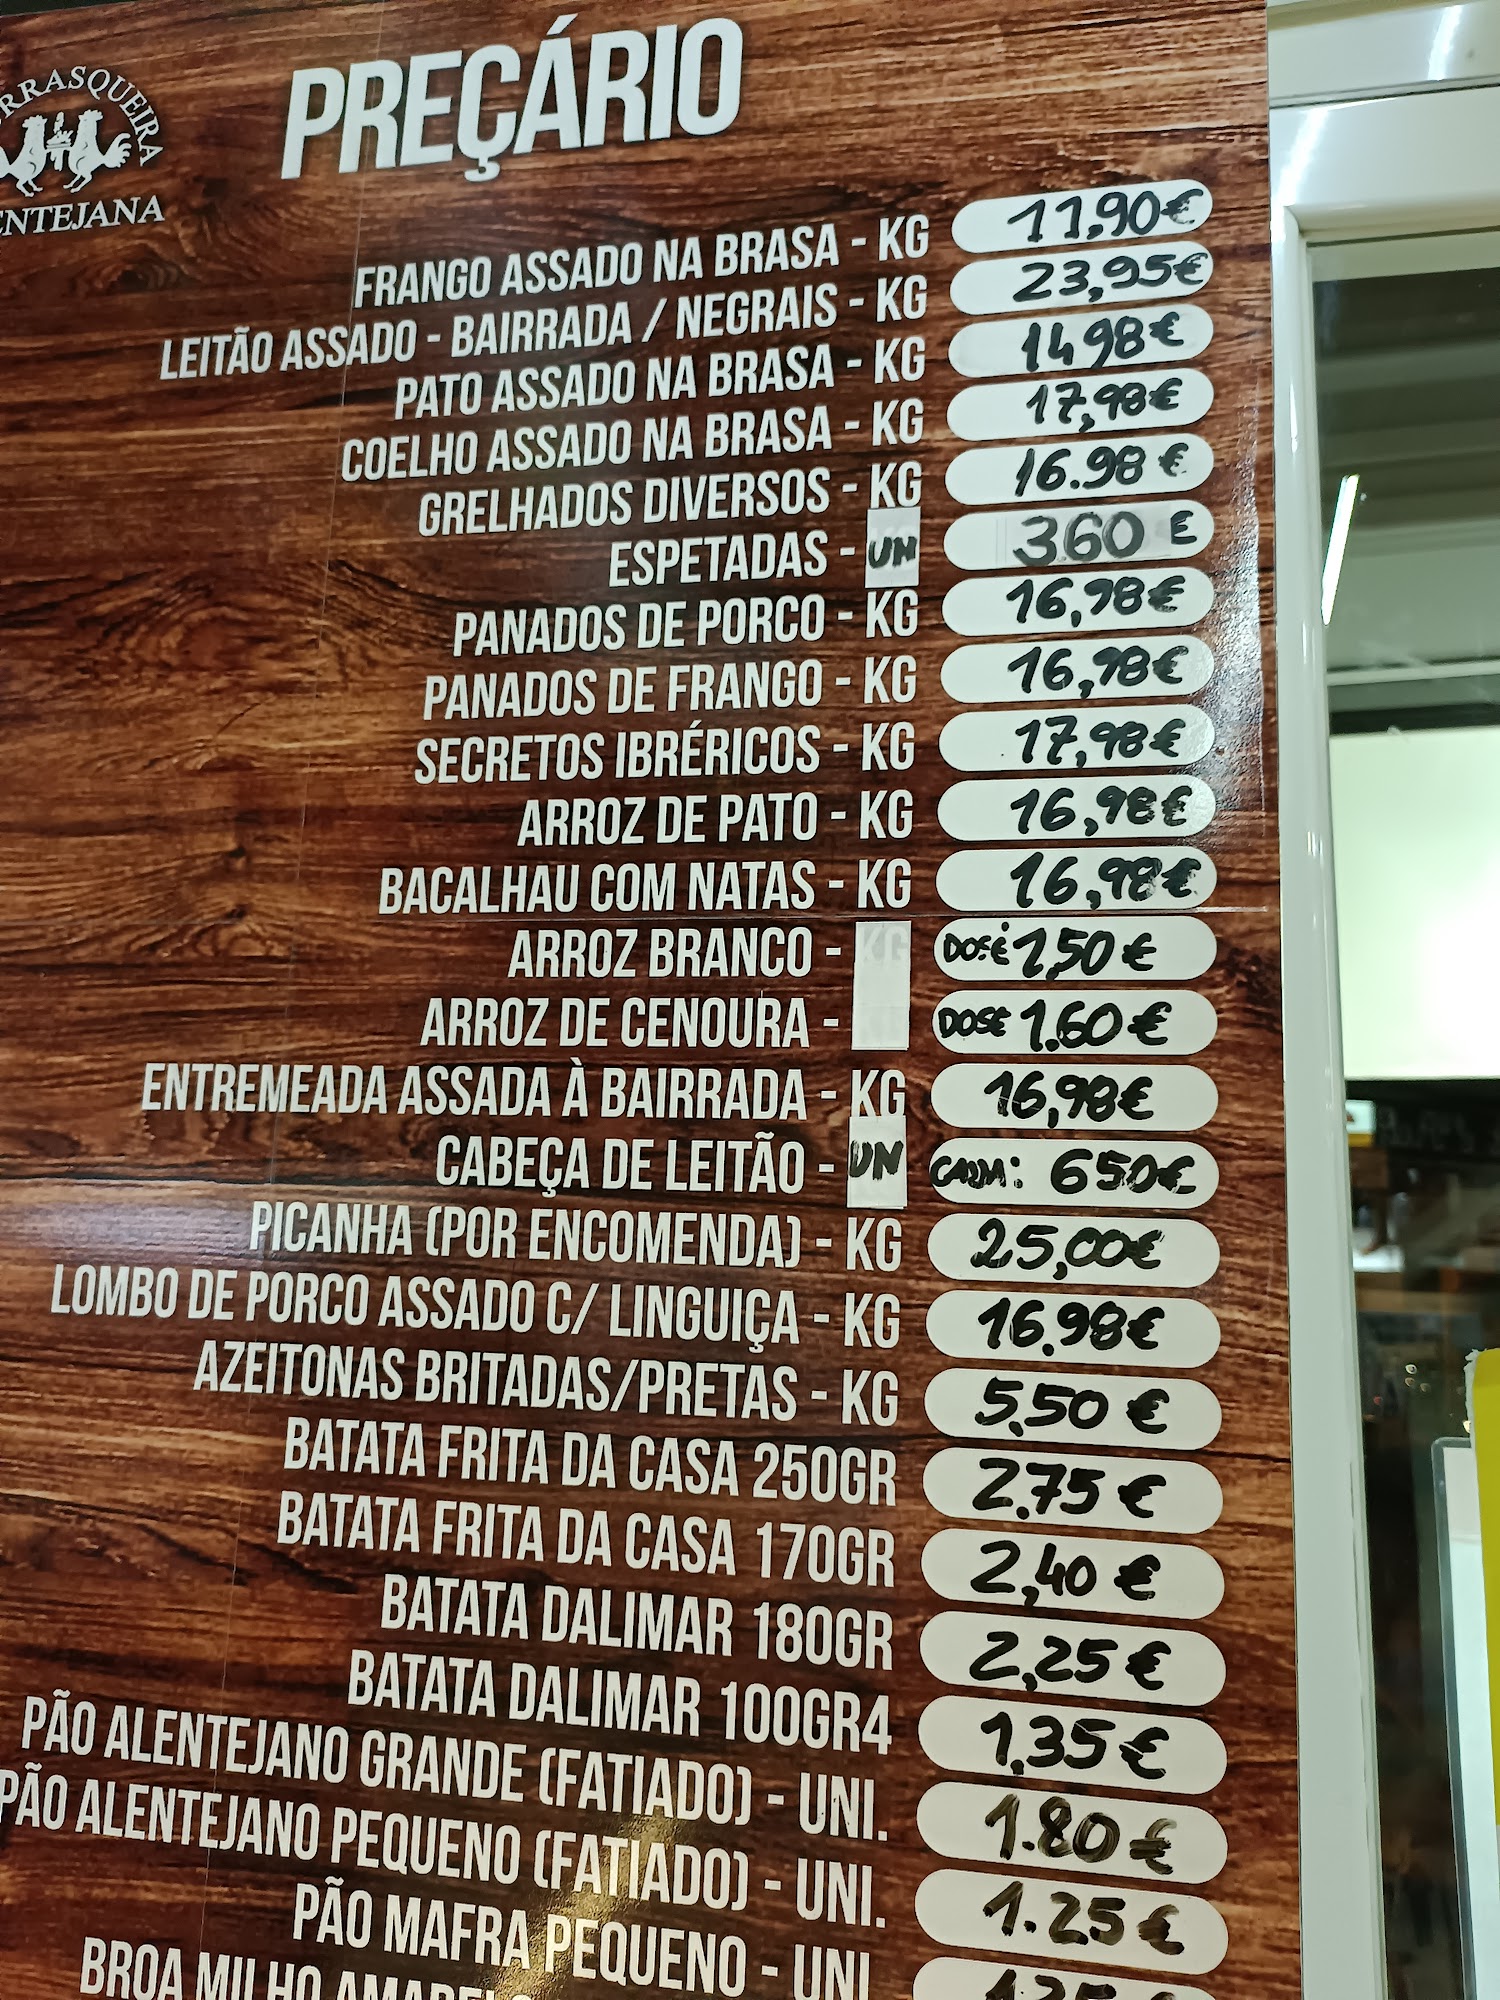 PREÇÁRIO
RRASQUEIRA
ENTEJANA
FRANGO ASSADO NA BRASA - KG 11,90€
LEITÃO ASSADO - BAIRRADA / NEGRAIS - KG 23,95€
PATO ASSADO NA BRASA - KG 14 98€
COELHO ASSADO NA BRASA - KG 17,98€
GRELHADOS DIVERSOS - KG 16.98 €
ESPETADAS - UN 360 €
PANADOS DE PORCO - KG 16,98€
PANADOS DE FRANGO - KG 16,98€
SECRETOS IBRÉRICOS - KG 17,98€
ARROZ DE PATO - KG 16,98€
BACALHAU COM NATAS - KG 16,98€
ARROZ BRANCO - KG DOSE 1,50 €
ARROZ DE CENOURA - DOSE 1.60 €
ENTREMEADA ASSADA À BAIRRADA - KG 16,98€
CABEÇA DE LEITÃO - UN 650€
PICANHA (POR ENCOMENDA) - KG 25,00€
LOMBO DE PORCO ASSADO C/ LINGUIÇA - KG 16.98€
AZEITONAS BRITADAS/PRETAS - KG 5.50 €
BATATA FRITA DA CASA 250GR 2.75 €
BATATA FRITA DA CASA 170GR 2,40 €
BATATA DALIMAR 180GR 2,25 €
BATATA DALIMAR 100GR4 1.35 €
PÃO ALENTEJANO GRANDE (FATIADO) - UNI. 1.80 €
PÃO ALENTEJANO PEQUENO (FATIADO) - UNI. 1.25 €
PÃO MAFRA PEQUENO - UNI 1.25 €
BROA MILHO